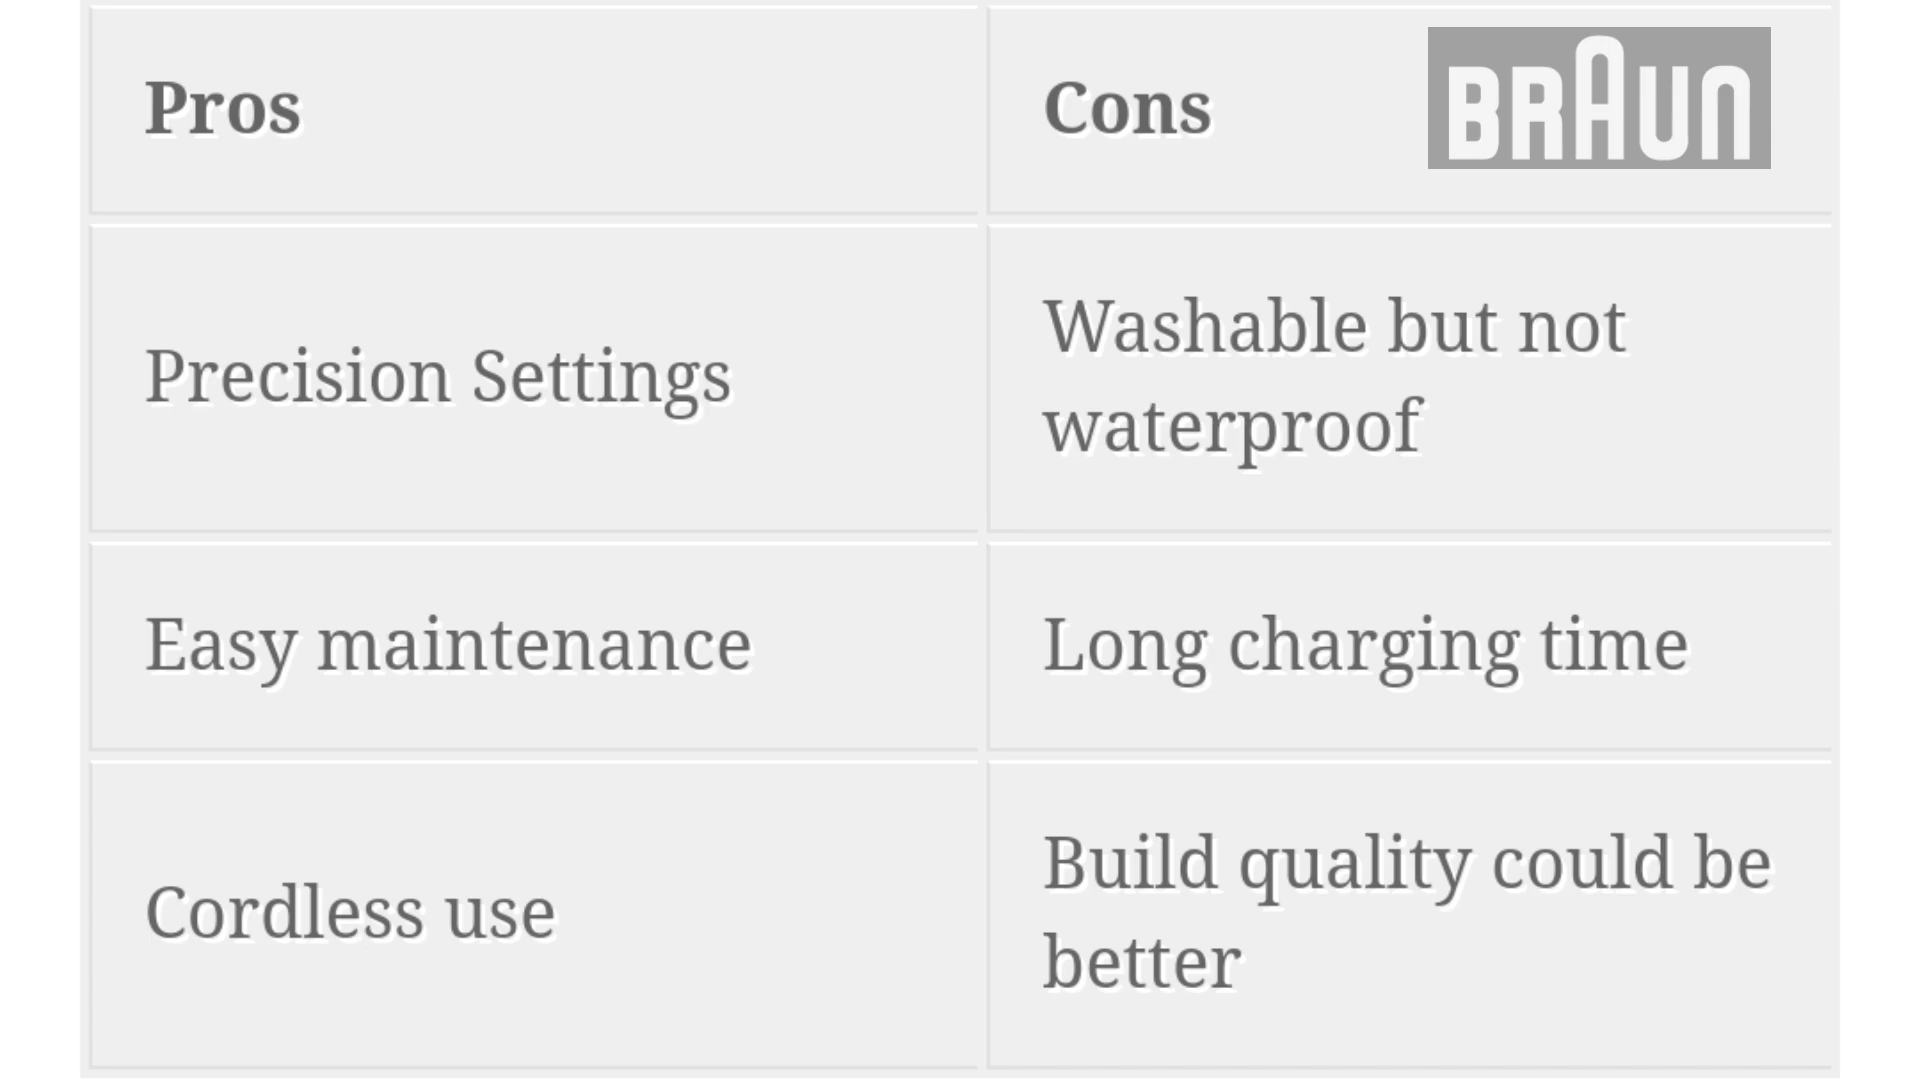 Pros
Cons
BRAUN
Precision Settings
Washable but not
waterproof
Easy maintenance
Long charging time
Cordless use
Build quality could be
better